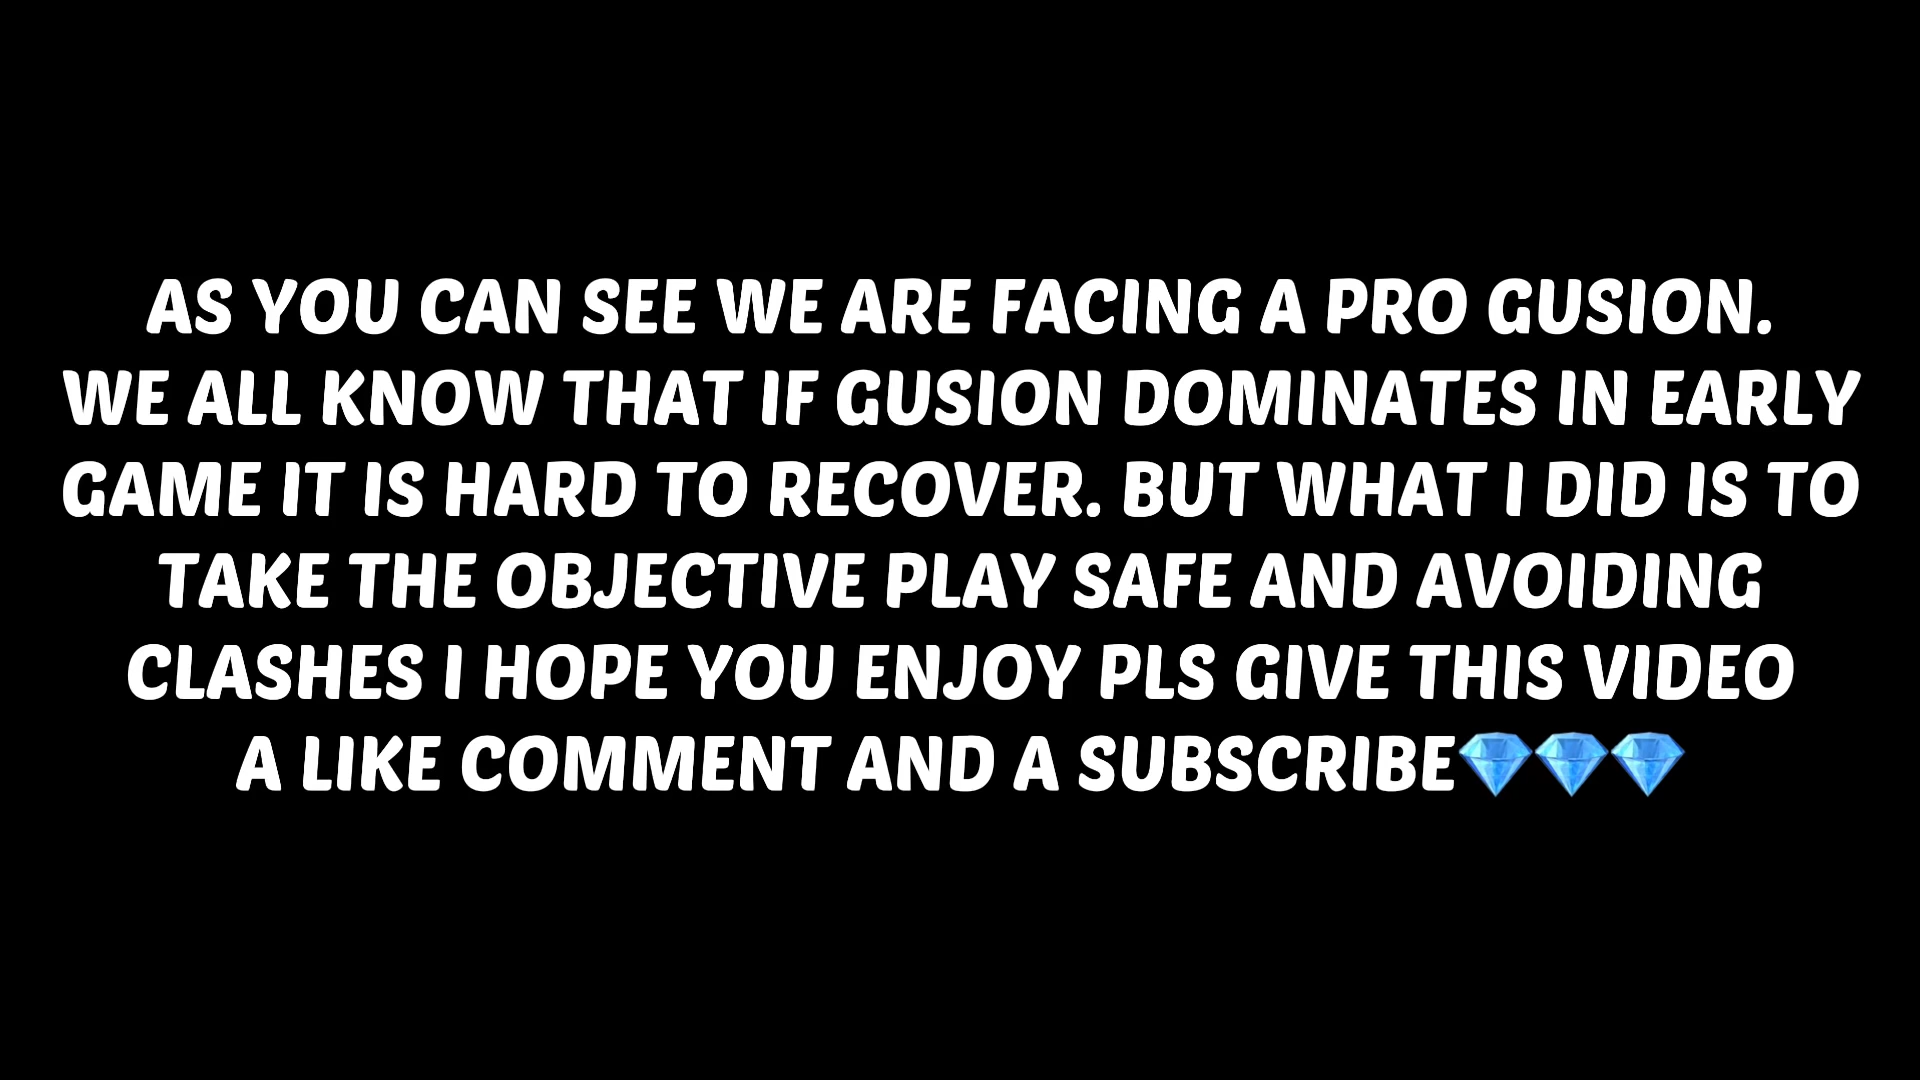 AS YOU CAN SEE WE ARE FACING A PRO GUSION.
WE ALL KNOW THAT IF GUSION DOMINATES IN EARLY
GAME IT IS HARD TO RECOVER. BUT WHAT I DID IS TO
TAKE THE OBJECTIVE PLAY SAFE AND AVOIDING
CLASHES I HOPE YOU ENJOY PLS GIVE THIS VIDEO
A LIKE COMMENT AND A SUBSCRIBE💎💎💎